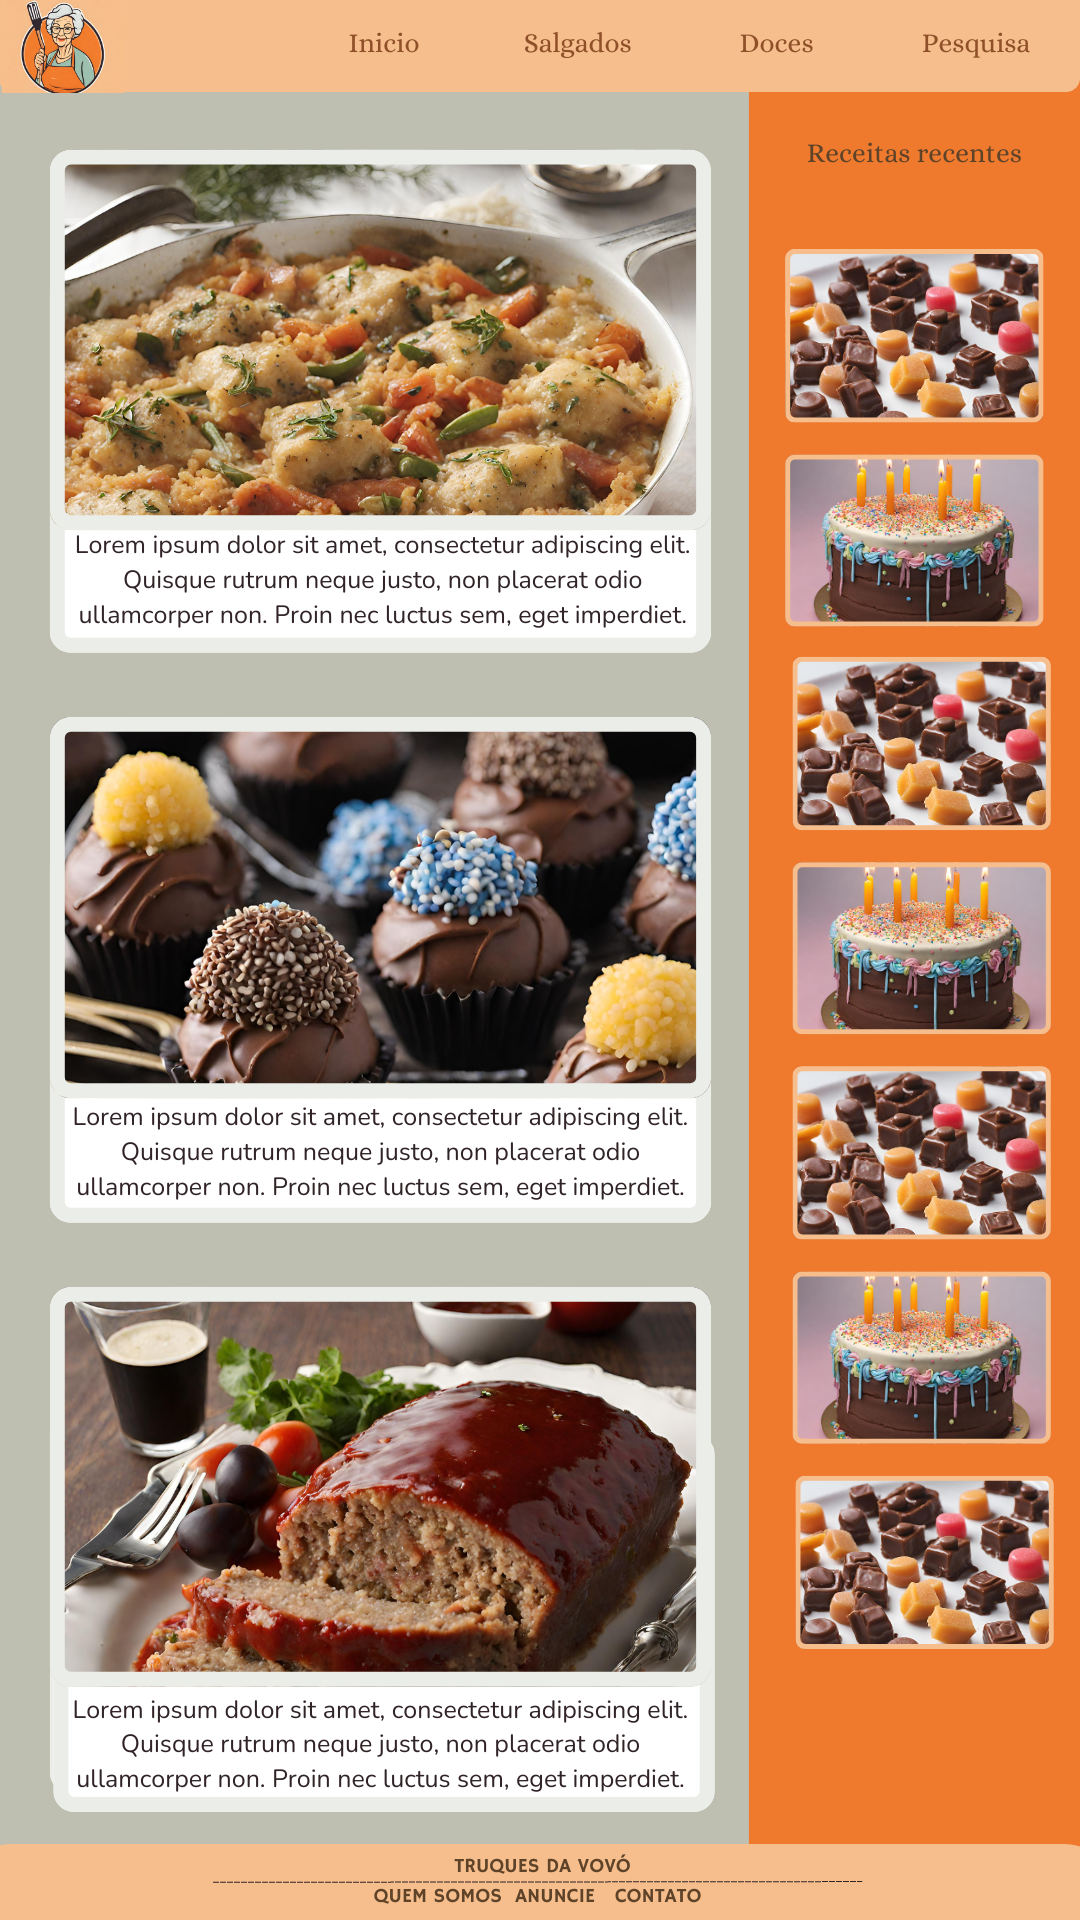 Inicio Salgados Doces Pesquisa
Receitas recentes
Lorem ipsum dolor sit amet, consectetur adipiscing elit.
Quisque rutrum neque justo, non placerat odio
ullamcorper non. Proin nec luctus sem, eget imperdiet.
Lorem ipsum dolor sit amet, consectetur adipiscing elit.
Quisque rutrum neque justo, non placerat odio
ullamcorper non. Proin nec luctus sem, eget imperdiet.
Lorem ipsum dolor sit amet, consectetur adipiscing elit.
Quisque rutrum neque justo, non placerat odio
ullamcorper non. Proin nec luctus sem, eget imperdiet.
TRUQUES DA VOVÓ
QUEM SOMOS ANUNCIE CONTATO